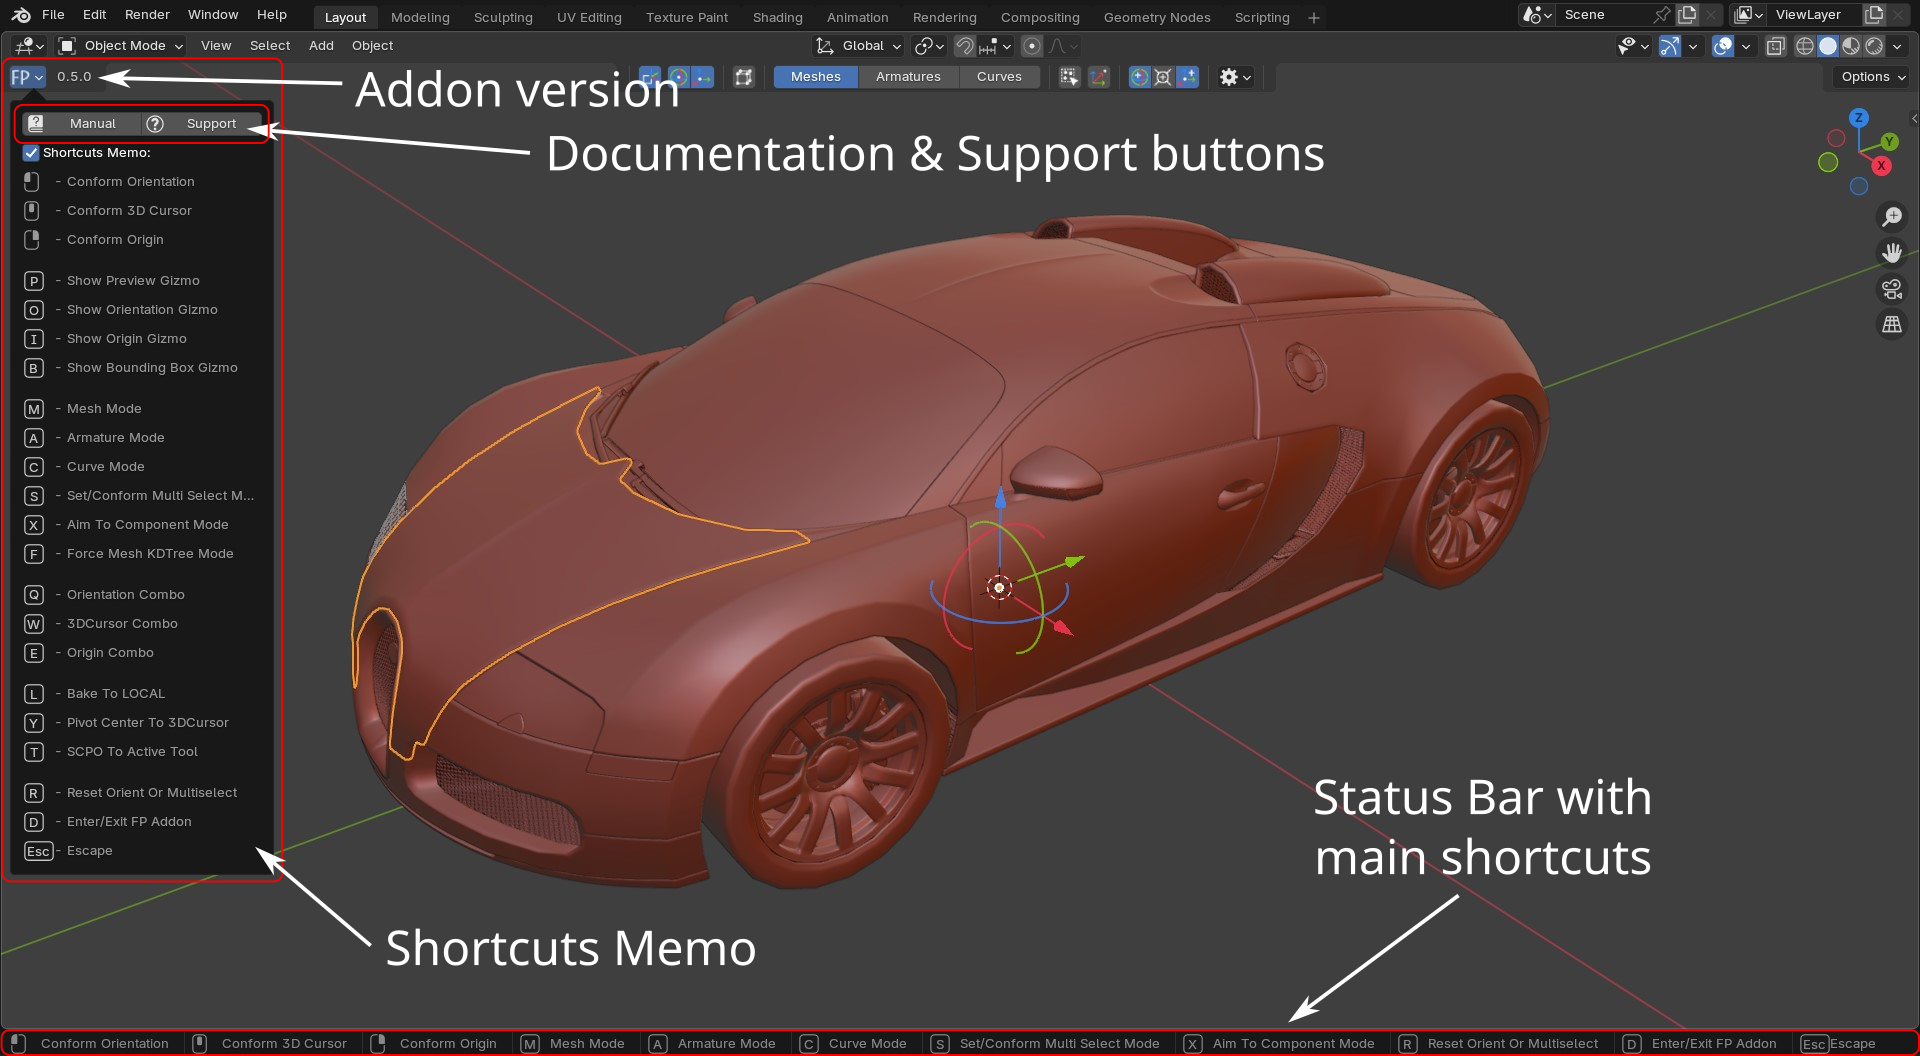 File Edit Render Window Help Layout Modeling Sculpting UV Editing Texture Paint Shading Animation Rendering Compositing Geometry Nodes Scripting + Scene ViewLayer
Object Mode View Select Add Object Global
FP 0.5.0 Meshes Armatures Curves Options
Addon version
Manual Support
Documentation & Support buttons
Shortcuts Memo:
- Conform Orientation
- Conform 3D Cursor
- Conform Origin
P - Show Preview Gizmo
O - Show Orientation Gizmo
I - Show Origin Gizmo
B - Show Bounding Box Gizmo
M - Mesh Mode
A - Armature Mode
C - Curve Mode
S - Set/Conform Multi Select M...
X - Aim To Component Mode
F - Force Mesh KDTree Mode
Q - Orientation Combo
W - 3DCursor Combo
E - Origin Combo
L - Bake To LOCAL
Y - Pivot Center To 3DCursor
T - SCPO To Active Tool
R - Reset Orient Or Multiselect
D - Enter/Exit FP Addon
Esc - Escape
Z
Y
X
Status Bar with
main shortcuts
Shortcuts Memo
Conform Orientation Conform 3D Cursor Conform Origin M Mesh Mode A Armature Mode C Curve Mode S Set/Conform Multi Select Mode X Aim To Component Mode R Reset Orient Or Multiselect D Enter/Exit FP Addon Esc Escape